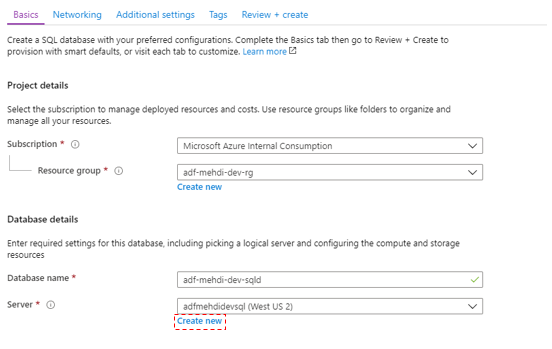 Basics Networking Additional settings Tags Review + create
Create a SQL database with your preferred configurations. Complete the Basics tab then go to Review + Create to
provision with smart defaults, or visit each tab to customize. Learn more
Project details
Select the subscription to manage deployed resources and costs. Use resource groups like folders to organize and
manage all your resources.
Subscription * Microsoft Azure Internal Consumption
Resource group * adf-mehdi-dev-rg
Create new
Database details
Enter required settings for this database, including picking a logical server and configuring the compute and storage
resources
Database name * adf-mehdi-dev-sqld
Server * adfmehdidevsql (West US 2)
Create new